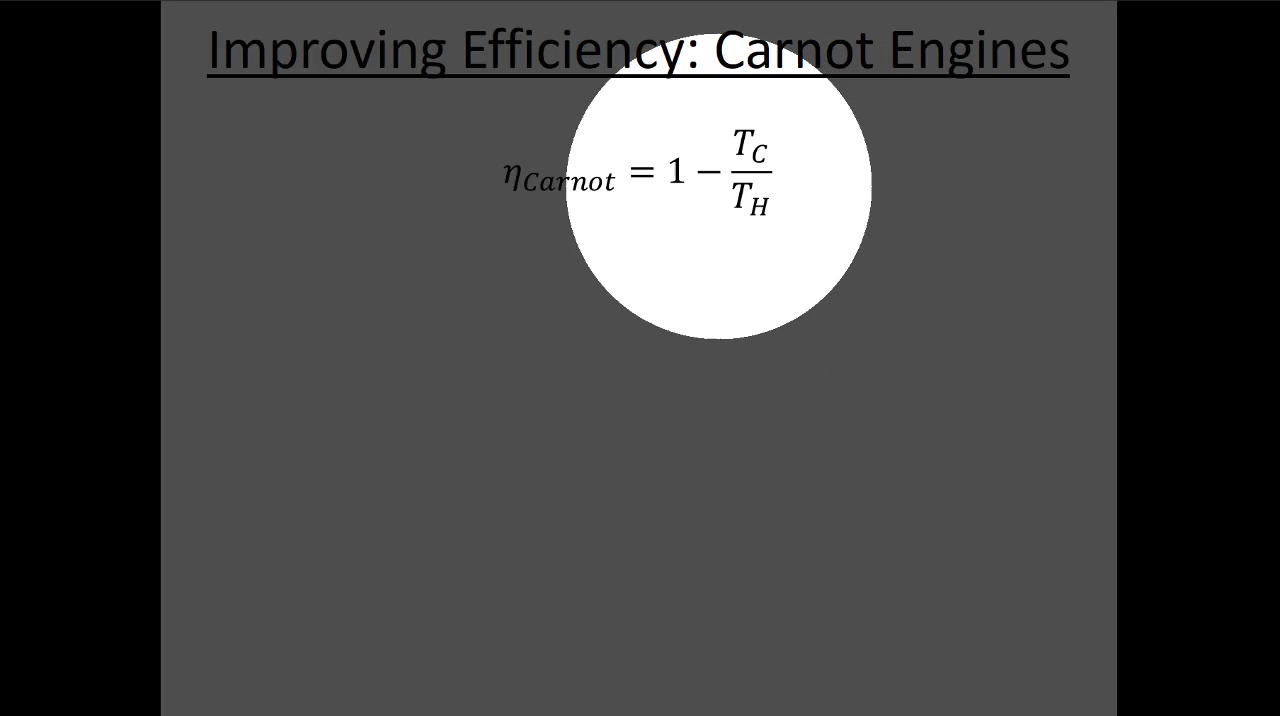 Improving Efficiency: Carnot Engines
η_Carnot = 1 − T_C / T_H